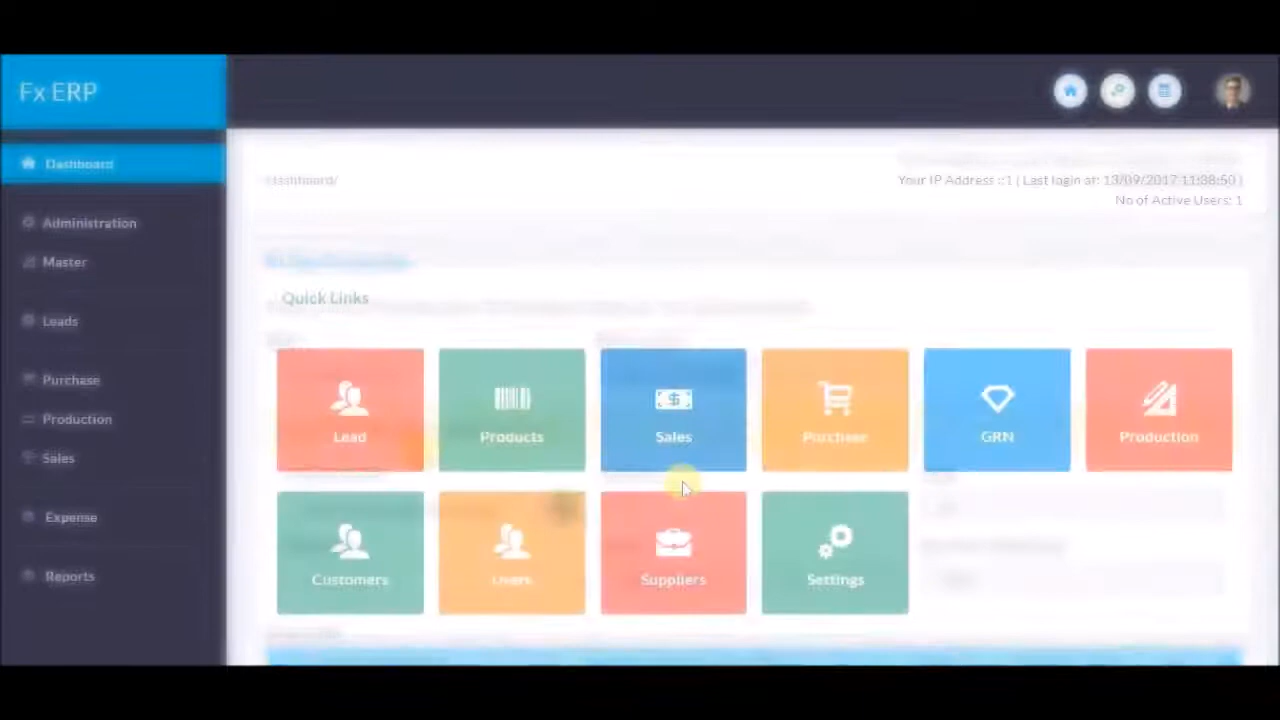 Fx ERP
Dashboard
Dashboard/
Your IP Address ::1 | Last login at: 13/09/2017 11:38:50 |
No of Active Users: 1
Administration
Master
Leads
Purchase
Production
Sales
Expense
Reports
Quick Links
Lead
Products
Sales
Purchase
GRN
Production
Customers
Users
Suppliers
Settings